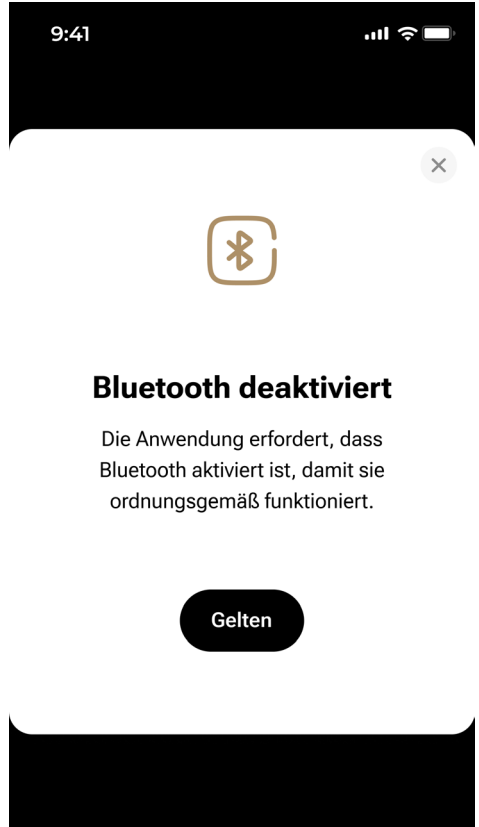 9:41
Bluetooth deaktiviert
Die Anwendung erfordert, dass
Bluetooth aktiviert ist, damit sie
ordnungsgemäß funktioniert.
Gelten